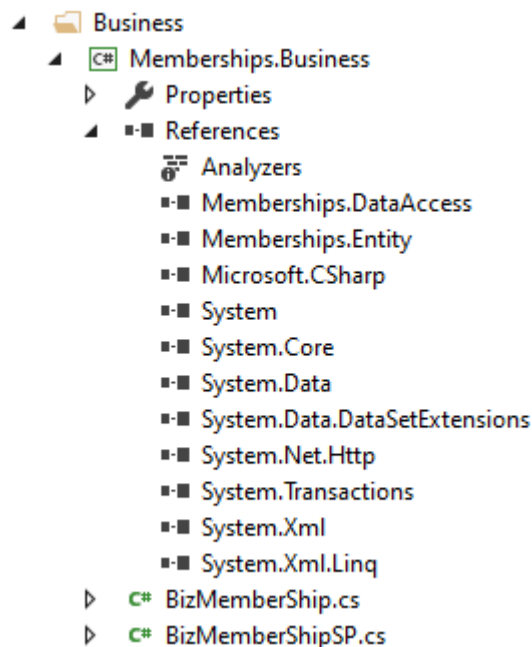 Business
C# Memberships.Business
Properties
References
Analyzers
Memberships.DataAccess
Memberships.Entity
Microsoft.CSharp
System
System.Core
System.Data
System.Data.DataSetExtensions
System.Net.Http
System.Transactions
System.Xml
System.Xml.Linq
C# BizMemberShip.cs
C# BizMemberShipSP.cs